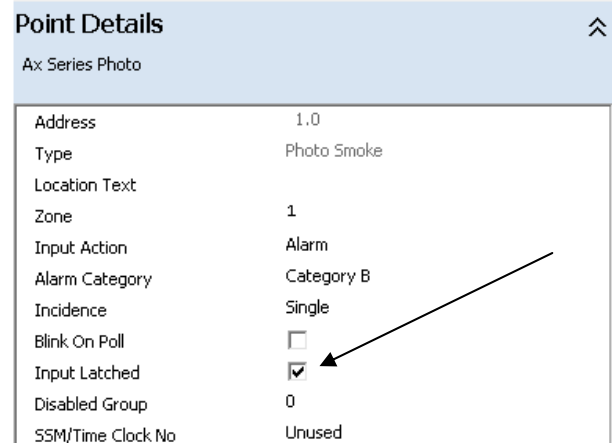 Point Details
Ax Series Photo
Address 1.0
Type Photo Smoke
Location Text
Zone 1
Input Action Alarm
Alarm Category Category B
Incidence Single
Blink On Poll
Input Latched
Disabled Group 0
SSM/Time Clock No Unused